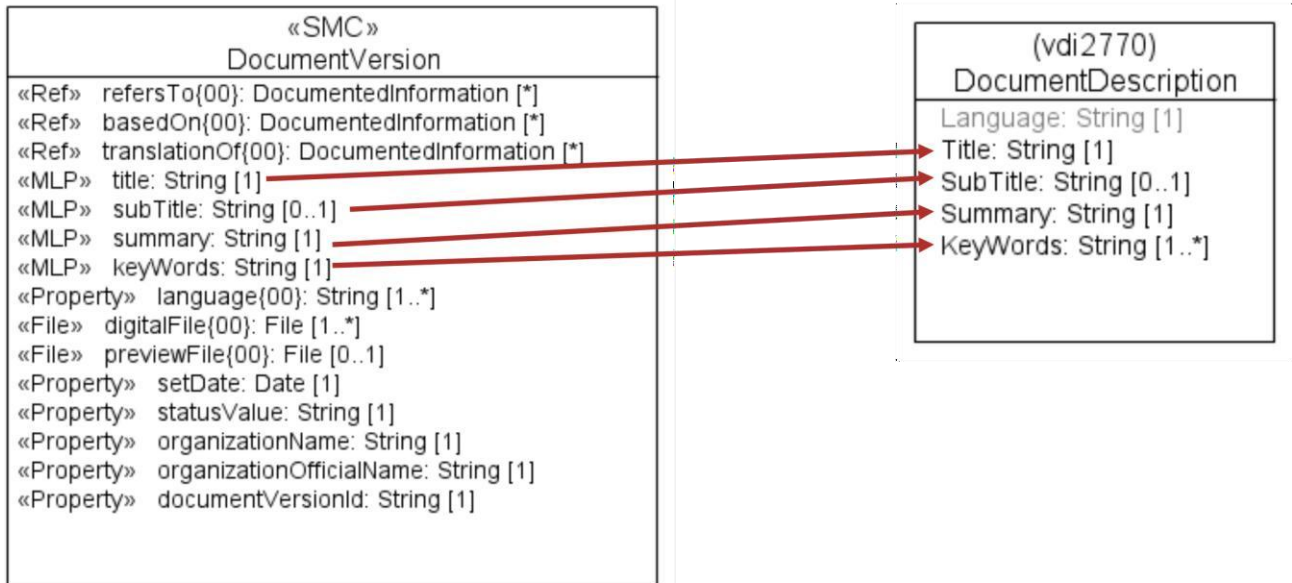 «SMC»
DocumentVersion
«Ref» refersTo{00}: DocumentedInformation [*]
«Ref» basedOn{00}: DocumentedInformation [*]
«Ref» translationOf{00}: DocumentedInformation [*]
«MLP» title: String [1]
«MLP» subTitle: String [0..1]
«MLP» summary: String [1]
«MLP» keyWords: String [1]
«Property» language{00}: String [1..*]
«File» digitalFile{00}: File [1..*]
«File» previewFile{00}: File [0..1]
«Property» setDate: Date [1]
«Property» statusValue: String [1]
«Property» organizationName: String [1]
«Property» organizationOfficialName: String [1]
«Property» documentVersionId: String [1]
(vdi2770)
DocumentDescription
Language: String [1]
Title: String [1]
SubTitle: String [0..1]
Summary: String [1]
KeyWords: String [1..*]